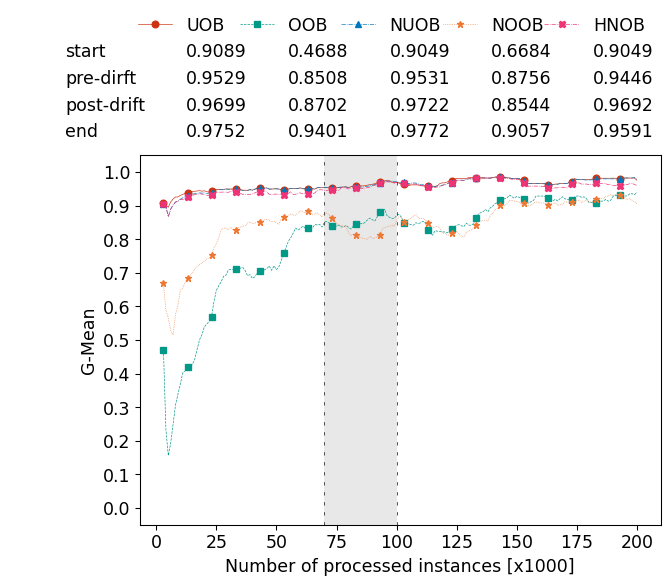 UOB OOB NUOB NOOB HNOB
start 0.9089 0.4688 0.9049 0.6684 0.9049
pre-dirft 0.9529 0.8508 0.9531 0.8756 0.9446
post-drift 0.9699 0.8702 0.9722 0.8544 0.9692
end 0.9752 0.9401 0.9772 0.9057 0.9591
1.0
0.9
0.8
0.7
0.6
0.5
0.4
0.3
0.2
0.1
0.0
G-Mean
0 25 50 75 100 125 150 175 200
Number of processed instances [x1000]